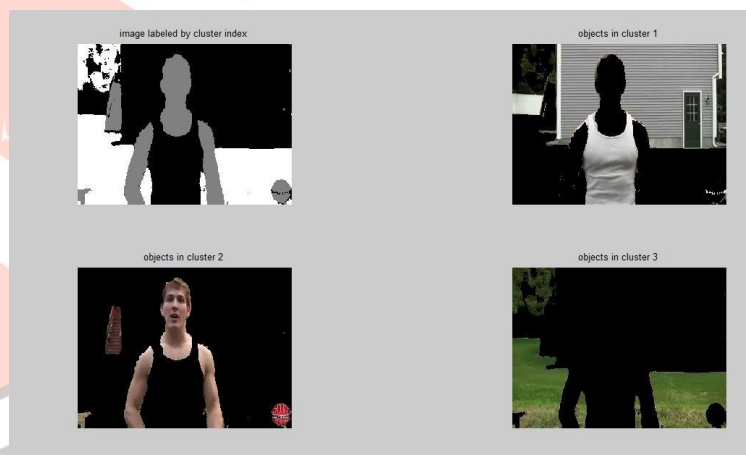 image labeled by cluster index
objects in cluster 1
objects in cluster 2
objects in cluster 3